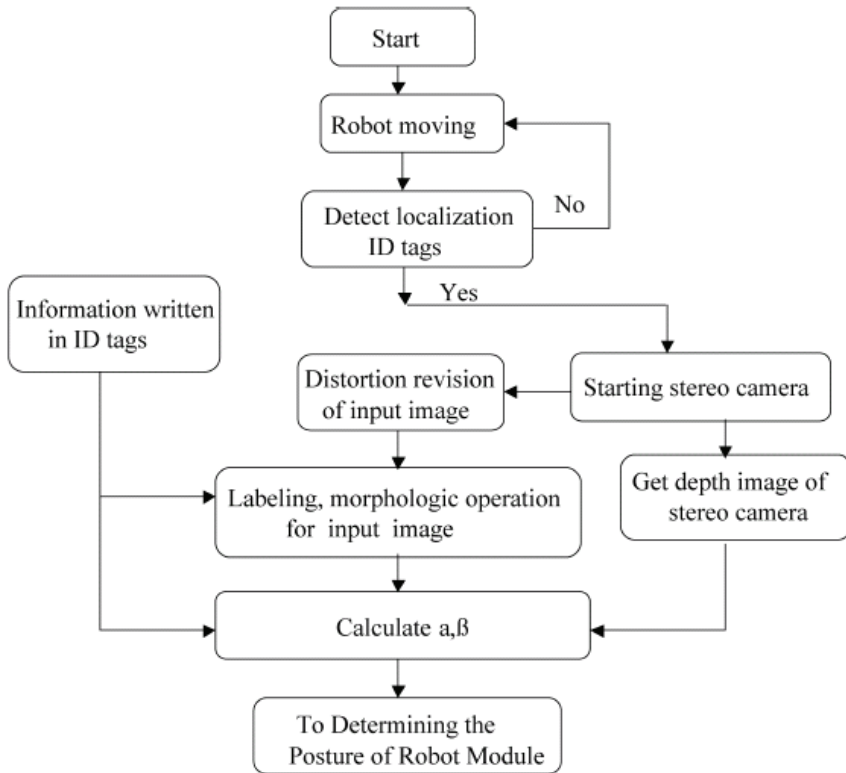 Start
Robot moving
Detect localization
ID tags
No
Yes
Information written
in ID tags
Distortion revision
of input image
Starting stereo camera
Labeling, morphologic operation
for input image
Get depth image of
stereo camera
Calculate a,ß
To Determining the
Posture of Robot Module